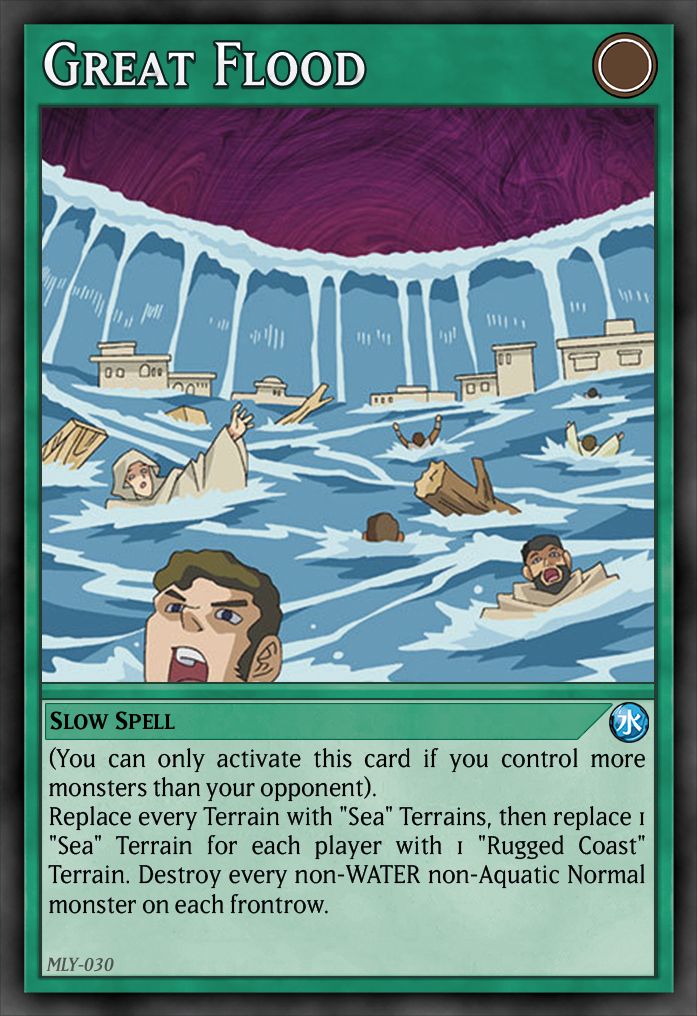 Great Flood
Slow Spell
水
(You can only activate this card if you control more
monsters than your opponent).
Replace every Terrain with "Sea" Terrains, then replace 1
"Sea" Terrain for each player with 1 "Rugged Coast"
Terrain. Destroy every non-WATER non-Aquatic Normal
monster on each frontrow.
MLY-030